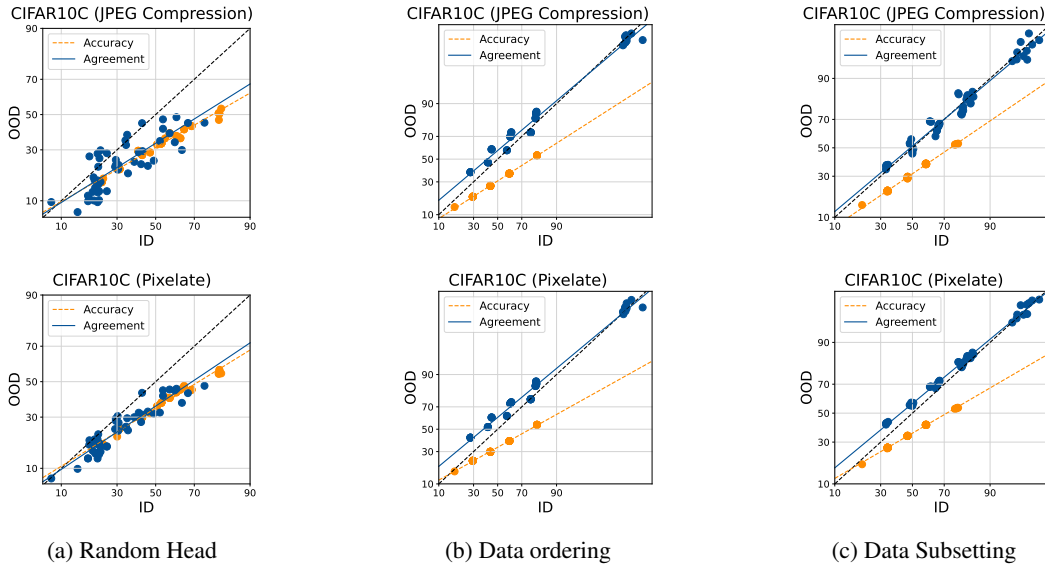 CIFAR10C (JPEG Compression)
90
70
50
30
10
OOD
Accuracy
Agreement
10 30 50 70 90
ID
CIFAR10C (JPEG Compression)
90
70
50
30
10
OOD
Accuracy
Agreement
10 30 50 70 90
ID
CIFAR10C (JPEG Compression)
90
70
50
30
10
OOD
Accuracy
Agreement
10 30 50 70 90
ID
CIFAR10C (Pixelate)
90
70
50
30
10
OOD
Accuracy
Agreement
10 30 50 70 90
ID
CIFAR10C (Pixelate)
90
70
50
30
10
OOD
Accuracy
Agreement
10 30 50 70 90
ID
CIFAR10C (Pixelate)
90
70
50
30
10
OOD
Accuracy
Agreement
10 30 50 70 90
ID
(a) Random Head
(b) Data ordering
(c) Data Subsetting